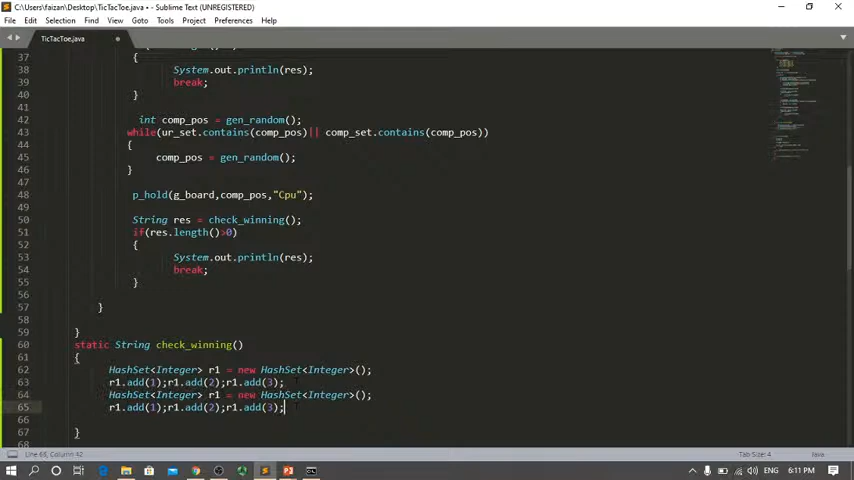 C:\Users\faizan\Desktop\TicTacToe.java • - Sublime Text (UNREGISTERED)
File Edit Selection Find View Goto Tools Project Preferences Help
TicTacToe.java
37 {
38 System.out.println(res);
39 break;
40 }
41
42 int comp_pos = gen_random();
43 while(ur_set.contains(comp_pos)|| comp_set.contains(comp_pos))
44 {
45 comp_pos = gen_random();
46 }
47
48 p_hold(g_board,comp_pos,"Cpu");
49
50 String res = check_winning();
51 if(res.length()>0)
52 {
53 System.out.println(res);
54 break;
55 }
56
57 }
58
59 }
60 static String check_winning()
61 {
62 HashSet<Integer> r1 = new HashSet<Integer>();
63 r1.add(1);r1.add(2);r1.add(3);
64 HashSet<Integer> r1 = new HashSet<Integer>();
65 r1.add(1);r1.add(2);r1.add(3);
66
67 }
68
Column 42 Tab Size: 4 Java
ENG 6:11 PM